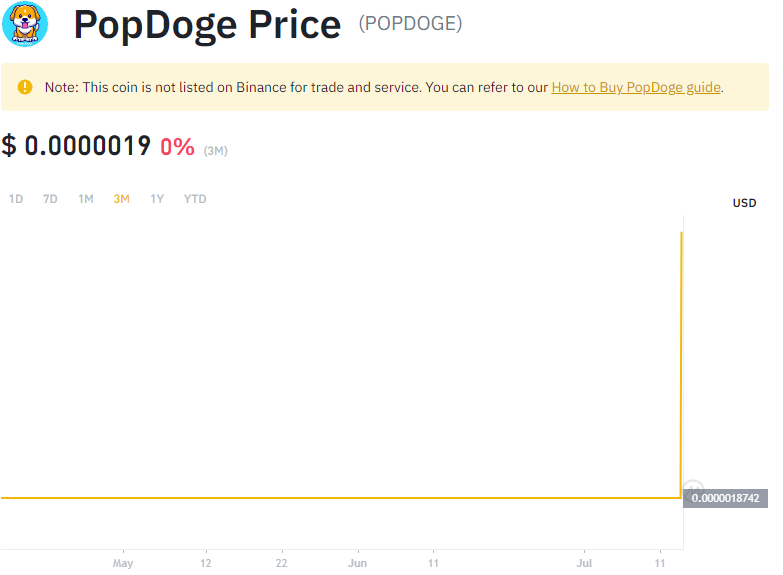 PopDoge Price (POPDOGE)
Note: This coin is not listed on Binance for trade and service. You can refer to our How to Buy PopDoge guide.
$ 0.0000019 0% (3M)
1D 7D 1M 3M 1Y YTD
USD
0.0000018742
May 12 22 Jun 11 Jul 11